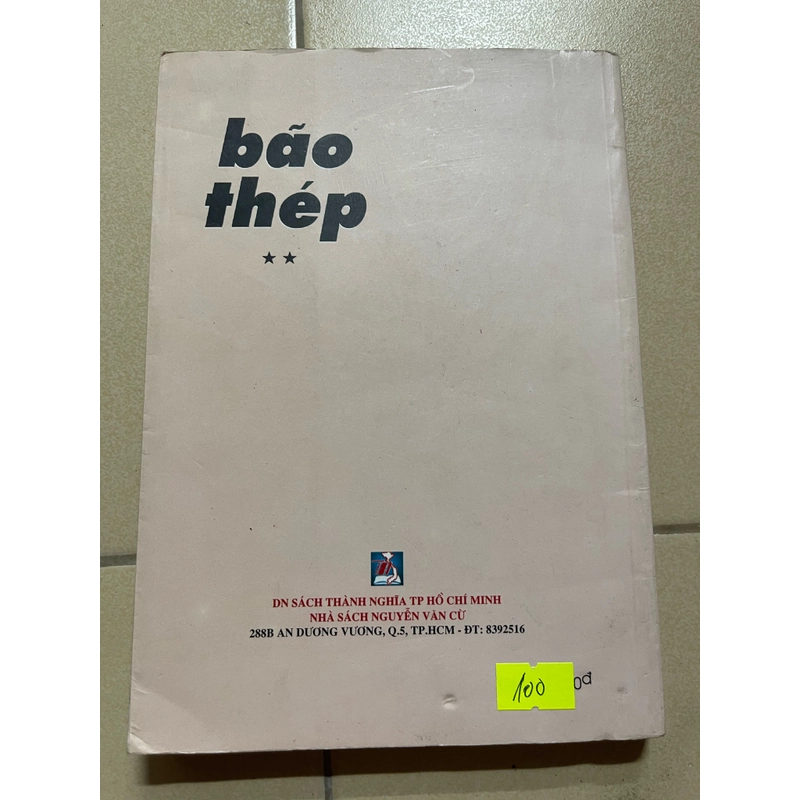 bão
thép
★ ★
DN SÁCH THÀNH NGHĨA TP HỒ CHÍ MINH
NHÀ SÁCH NGUYỄN VĂN CỪ
288B AN DƯƠNG VƯƠNG, Q.5, TP.HCM - ĐT: 8392516
100
0đ